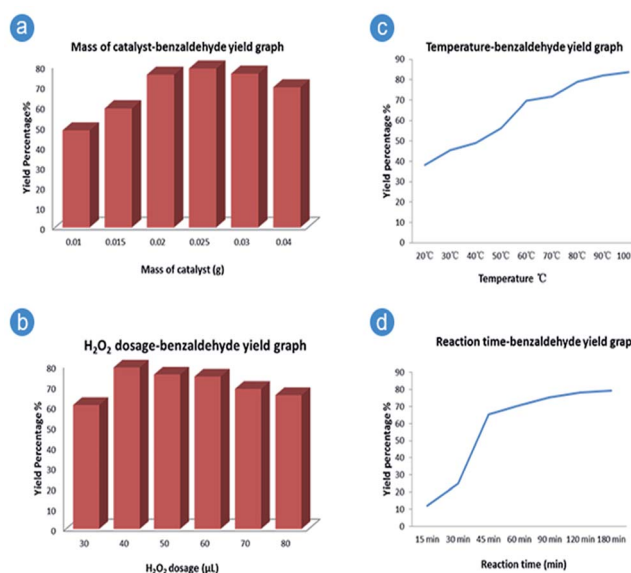 a
Mass of catalyst-benzaldehyde yield graph
Yield Percentage%
80
70
60
50
40
30
20
10
0
0.01 0.015 0.02 0.025 0.03 0.04
Mass of catalyst (g)
b
H₂O₂ dosage-benzaldehyde yield graph
Yield Percentage %
80
70
60
50
40
30
20
10
0
30 40 50 60 70 80
H₂O₂ dosage (μL)
c
Temperature-benzaldehyde yield graph
Yield percentage%
90
80
70
60
50
40
30
20
10
0
20℃ 30℃ 40℃ 50℃ 60℃ 70℃ 80℃ 90℃ 100
Temperature ℃
d
Reaction time-benzaldehyde yield grap
Yield percentage%
90
80
70
60
50
40
30
20
10
0
15 min 30 min 45 min 60 min 90 min 120 min 180 min
Reaction time (min)